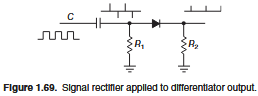 C
R₁
R₂
Figure 1.69. Signal rectifier applied to differentiator output.